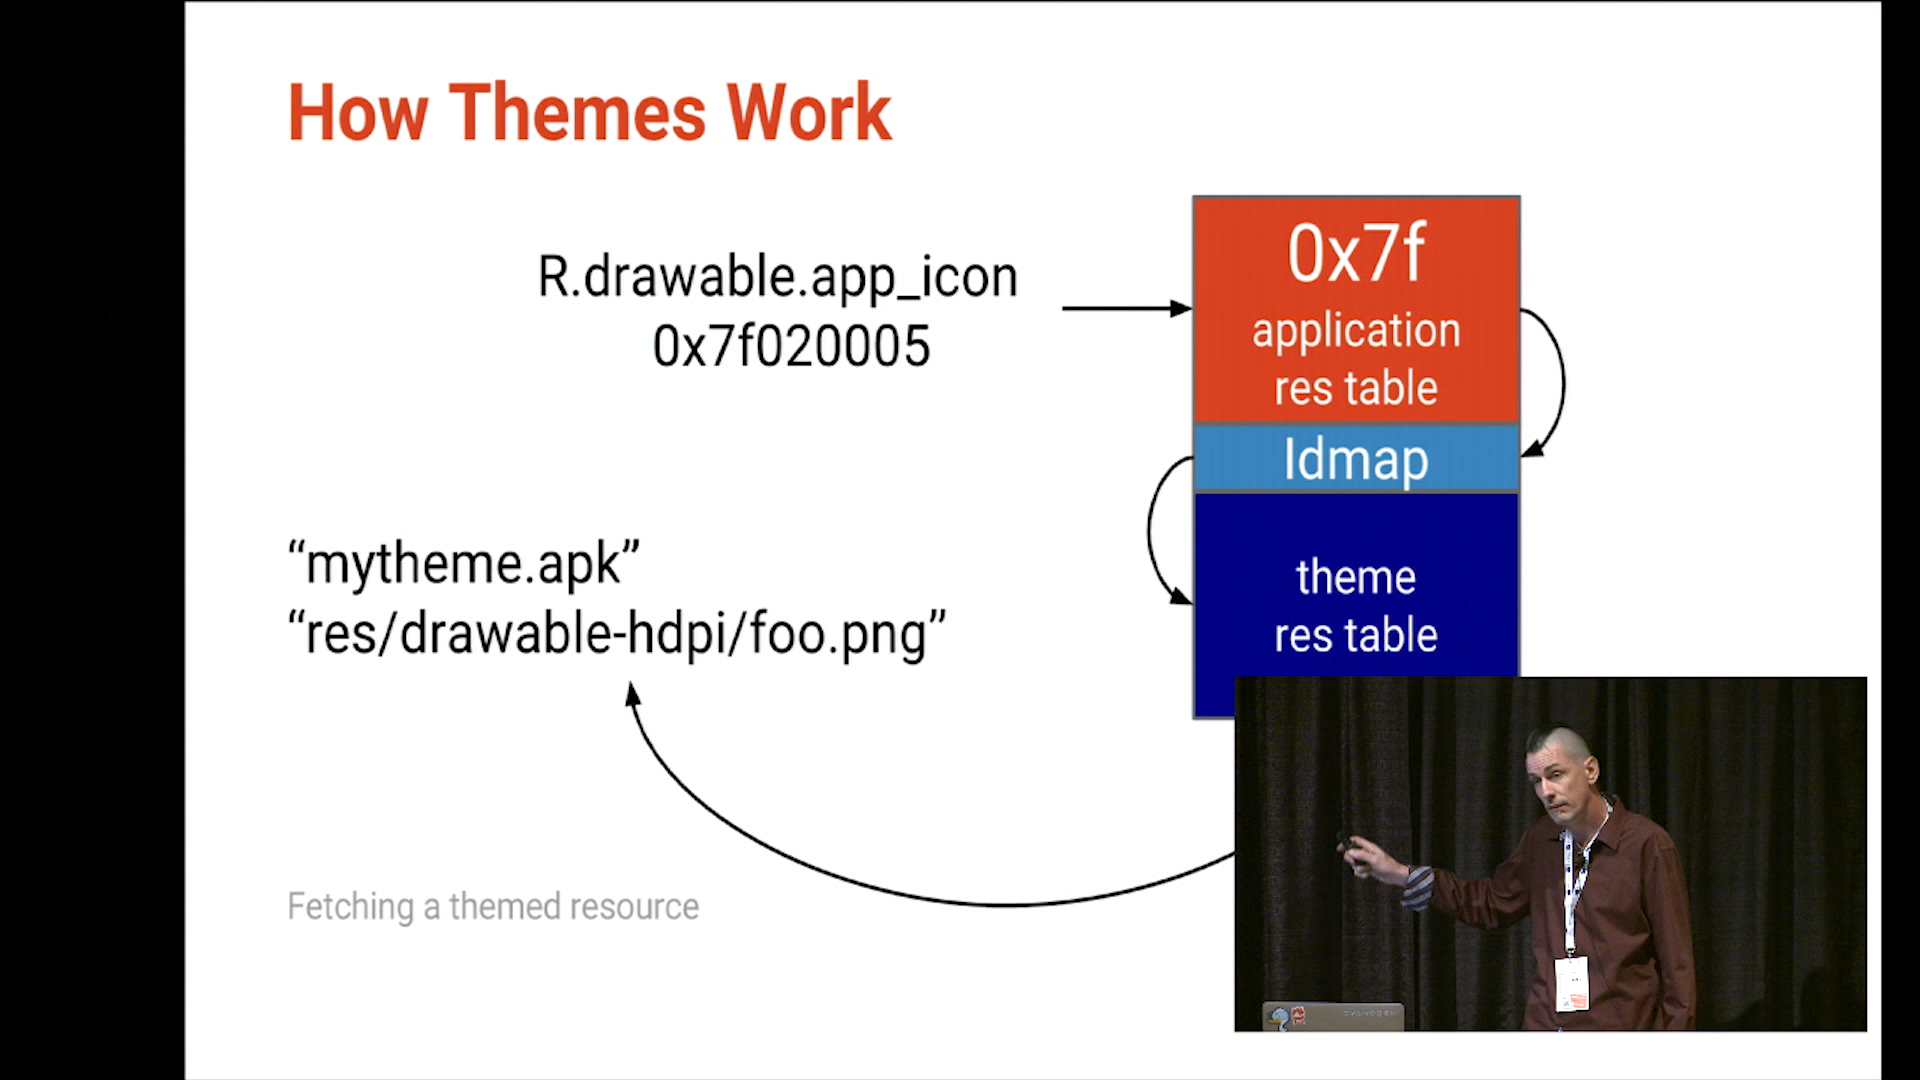 How Themes Work
R.drawable.app_icon
0x7f020005
0x7f
application
res table
Idmap
theme
res table
“mytheme.apk”
“res/drawable-hdpi/foo.png”
Fetching a themed resource